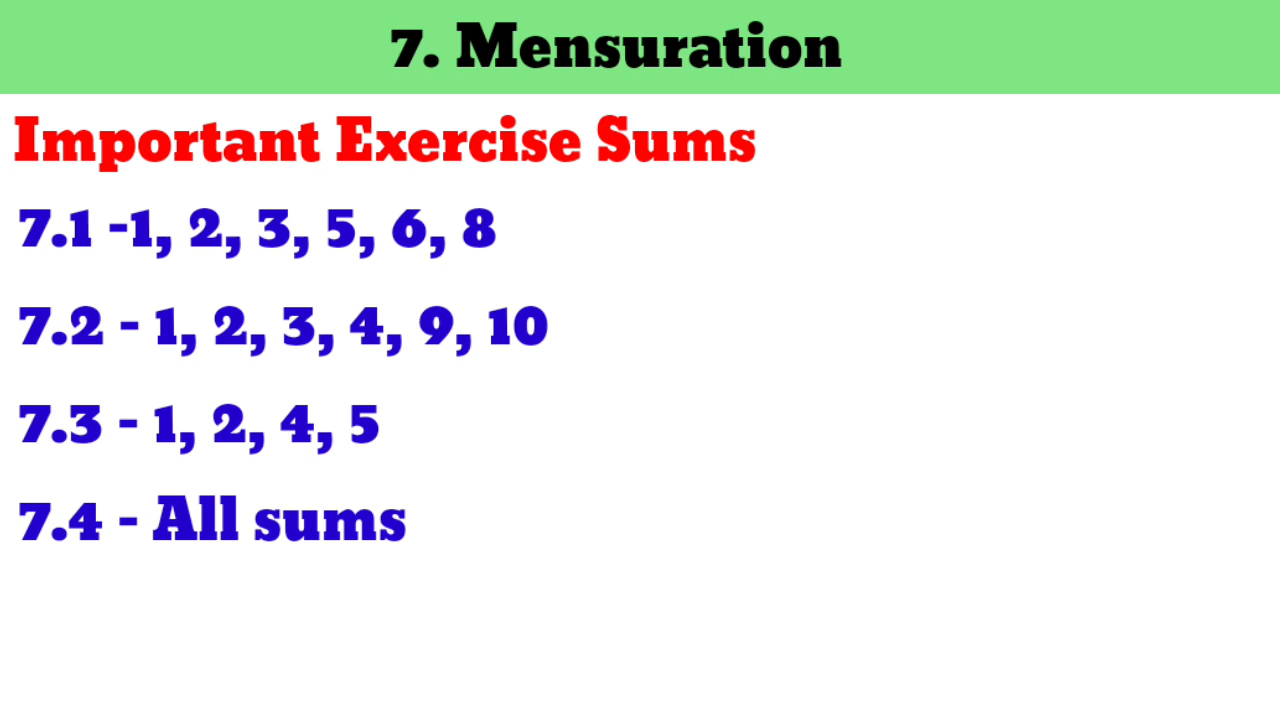 7. Mensuration
Important Exercise Sums
7.1 -1, 2, 3, 5, 6, 8
7.2 - 1, 2, 3, 4, 9, 10
7.3 - 1, 2, 4, 5
7.4 - All sums